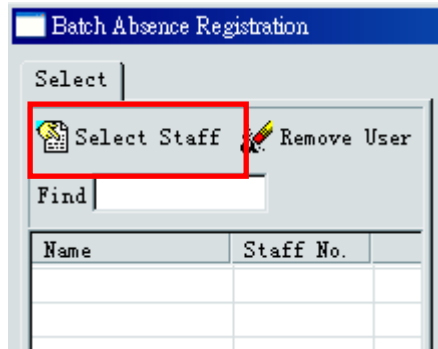 Batch Absence Registration
Select
Select Staff Remove User
Find
Name Staff No.